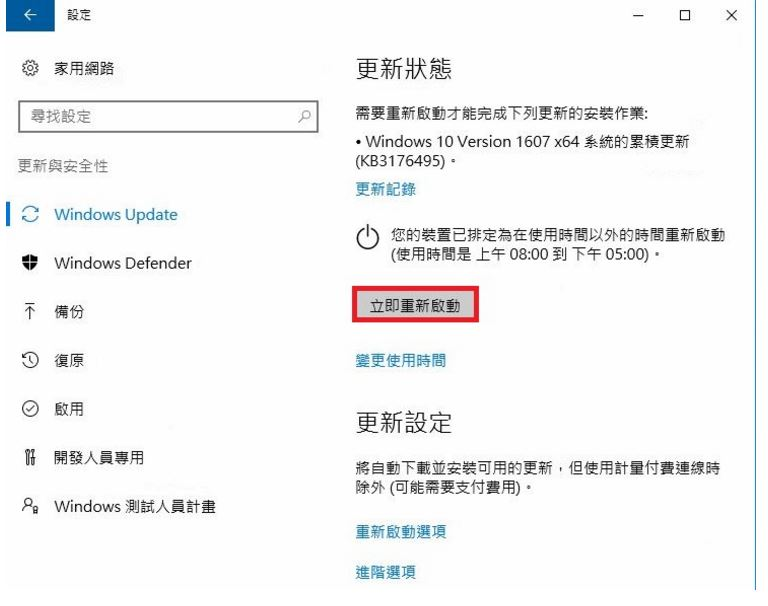 設定
家用網路
尋找設定
更新與安全性
Windows Update
Windows Defender
備份
復原
啟用
開發人員專用
Windows 測試人員計畫
更新狀態
需要重新啟動才能完成下列更新的安裝作業:
• Windows 10 Version 1607 x64 系統的累積更新
(KB3176495)。
更新記錄
您的裝置已排定為在使用時間以外的時間重新啟動
(使用時間是 上午 08:00 到 下午 05:00)。
立即重新啟動
變更使用時間
更新設定
將自動下載並安裝可用的更新，但使用計量付費連線時
除外 (可能需要支付費用)。
重新啟動選項
進階選項